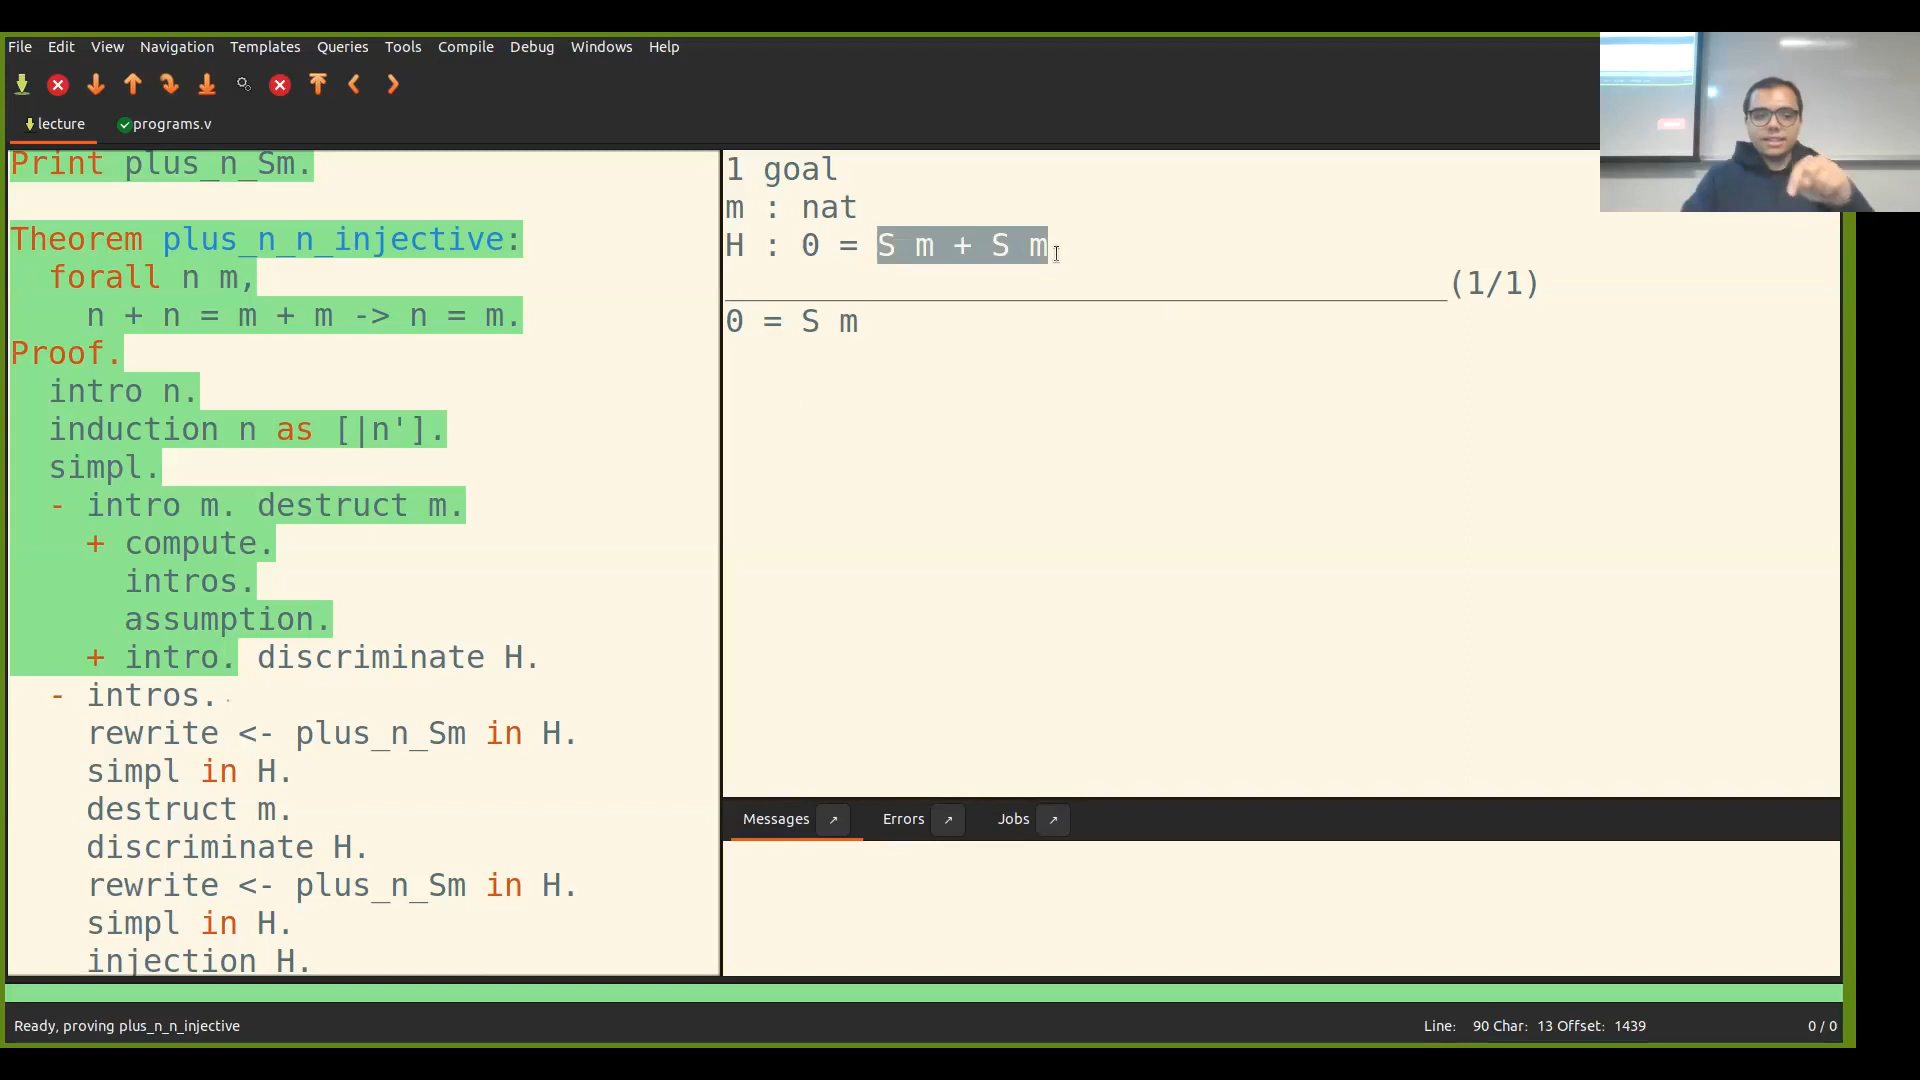 File Edit View Navigation Templates Queries Tools Compile Debug Windows Help
lecture programs.v
Print plus_n_Sm.
Theorem plus_n_n_injective:
forall n m,
n + n = m + m -> n = m.
Proof.
intro n.
induction n as [|n'].
simpl.
- intro m. destruct m.
+ compute.
intros.
assumption.
+ intro. discriminate H.
- intros.
rewrite <- plus_n_Sm in H.
simpl in H.
destruct m.
discriminate H.
rewrite <- plus_n_Sm in H.
simpl in H.
injection H.
1 goal
m : nat
H : 0 = S m + S m
(1/1)
0 = S m
Messages Errors Jobs
Ready, proving plus_n_n_injective
Line: 90 Char: 13 Offset: 1439
0 / 0